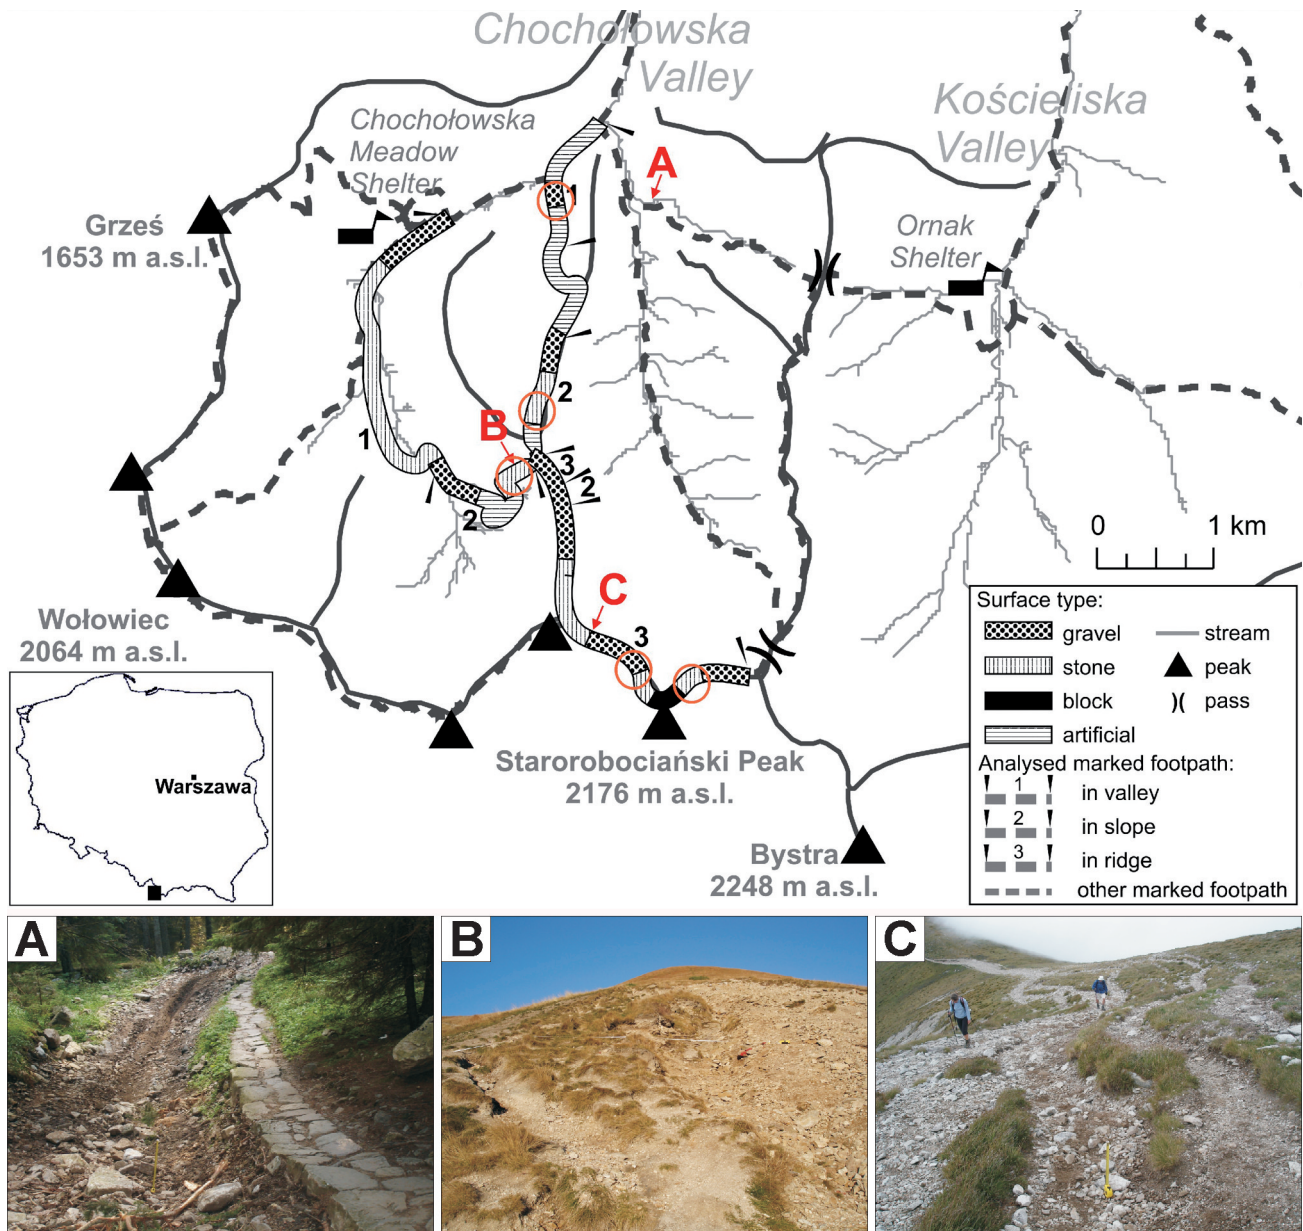 Chochołowska
Valley
Kościeliska
Valley
Chochołowska
Meadow
Shelter
A
1
Grześ
1653 m a.s.l.
Ornak
Shelter
2
B
1
3
2
2
0 1 km
C
3
Wołowiec
2064 m a.s.l.
Starorobociański Peak
2176 m a.s.l.
Bystra
2248 m a.s.l.
Warszawa
Surface type:
gravel
stream
stone
peak
block
)( pass
artificial
Analysed marked footpath:
1 in valley
2 in slope
3 in ridge
other marked footpath
A
B
C